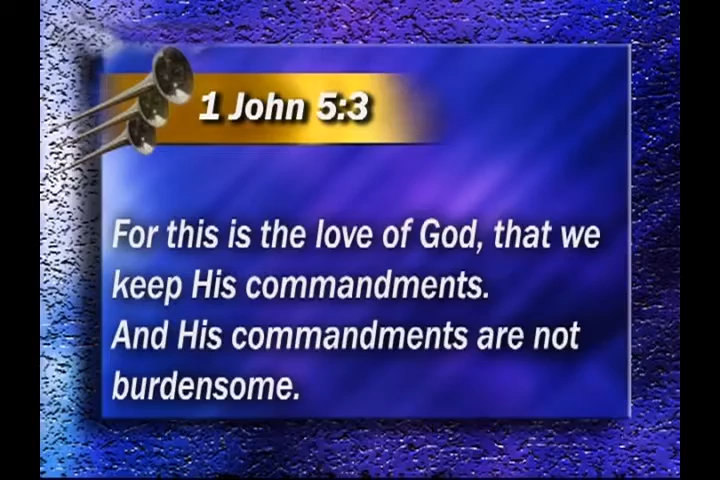 1 John 5:3
For this is the love of God, that we
keep His commandments.
And His commandments are not
burdensome.